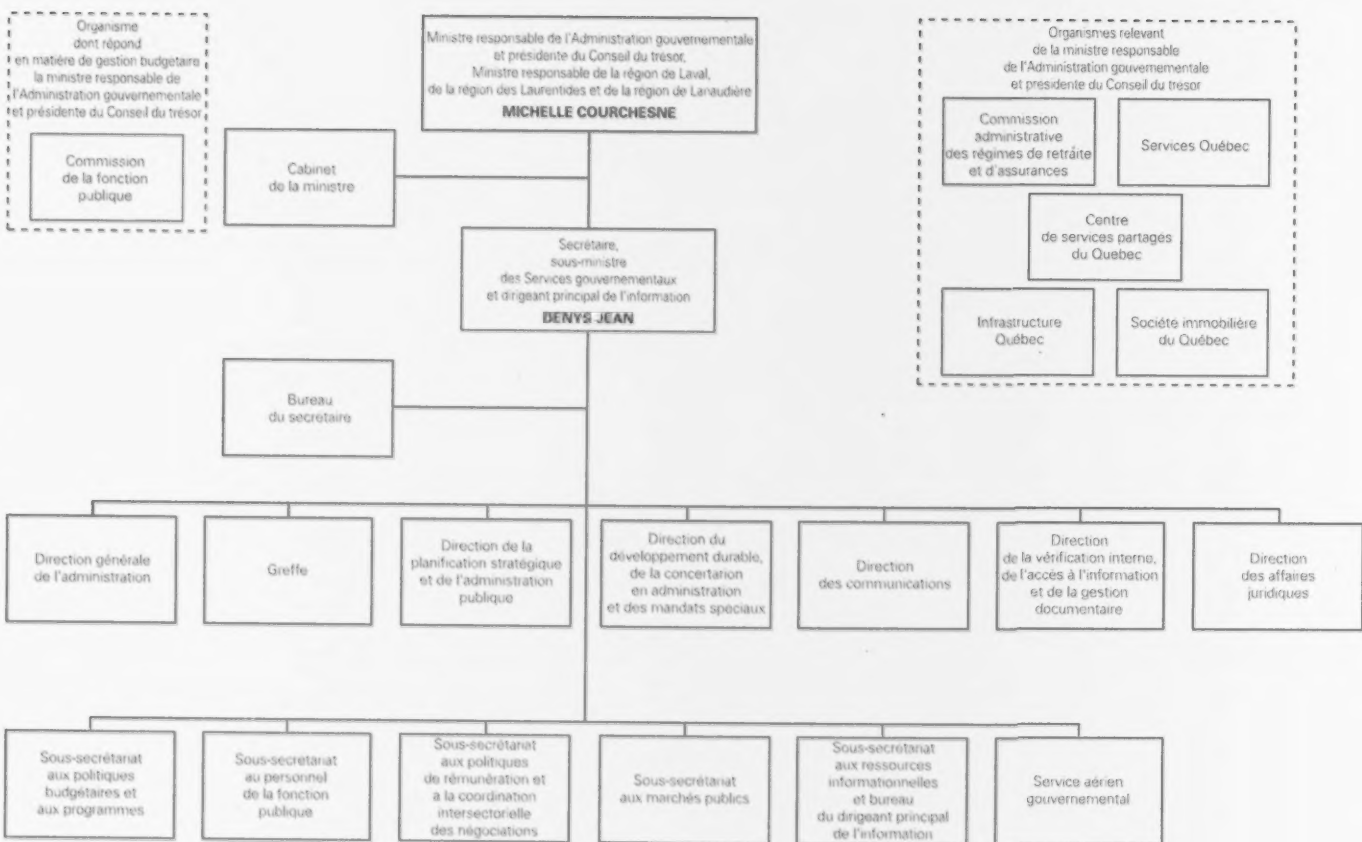 Organisme
dont répond
en matière de gestion budgétaire
la ministre responsable de
l'Administration gouvernementale
et présidente du Conseil du trésor
Commission
de la fonction
publique
Ministre responsable de l'Administration gouvernementale
et présidente du Conseil du trésor,
Ministre responsable de la région de Laval,
de la région des Laurentides et de la région de Lanaudière
MICHELLE COURCHESNE
Organismes relevant
de la ministre responsable
de l'Administration gouvernementale
et présidente du Conseil du trésor
Commission
administrative
des régimes de retraite
et d'assurances
Services Québec
Centre
de services partagés
du Québec
Infrastructure
Québec
Société immobilière
du Québec
Cabinet
de la ministre
Secrétaire,
sous-ministre
des Services gouvernementaux
et dirigeant principal de l'information
DENYS JEAN
Bureau
du secrétaire
Direction générale
de l'administration
Greffe
Direction de la
planification stratégique
et de l'administration
publique
Direction du
développement durable,
de la concertation
en administration
et des mandats spéciaux
Direction
des communications
Direction
de la vérification interne,
de l'accès à l'information
et de la gestion
documentaire
Direction
des affaires
juridiques
Sous-secrétariat
aux politiques
budgétaires et
aux programmes
Sous-secrétariat
au personnel
de la fonction
publique
Sous-secrétariat
aux politiques
de rémunération et
à la coordination
intersectorielle
des négociations
Sous-secrétariat
aux marchés publics
Sous-secrétariat
aux ressources
informationnelles
et bureau
du dirigeant principal
de l'information
Service aérien
gouvernemental